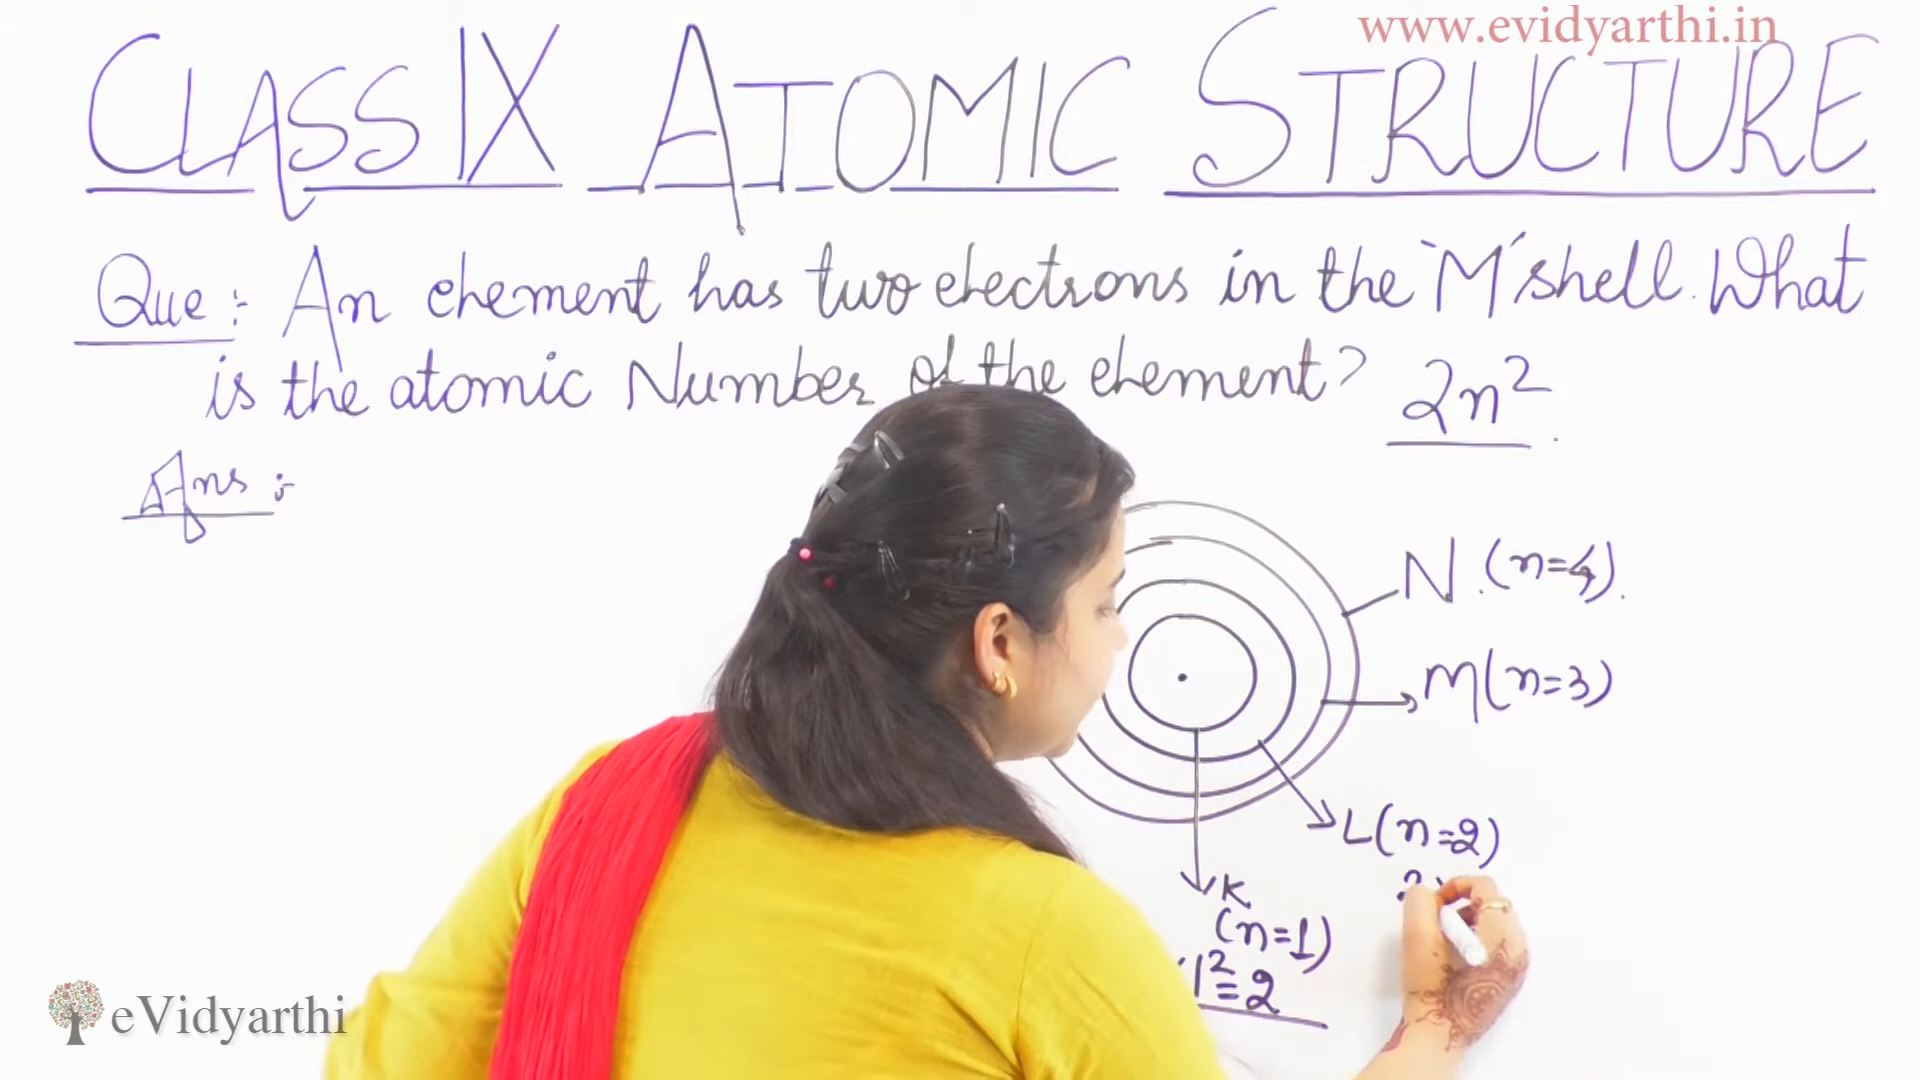 www.evidyarthi.in
CLASS IX ATOMIC STRUCTURE
Que :- An element has two electrons in the `M´ shell. What
is the atomic Number of the element?
2n²
Ans :-
N. (n=4).
M (n=3)
L (n=2)
K
(n=1)
1² = 2
eVidyarthi